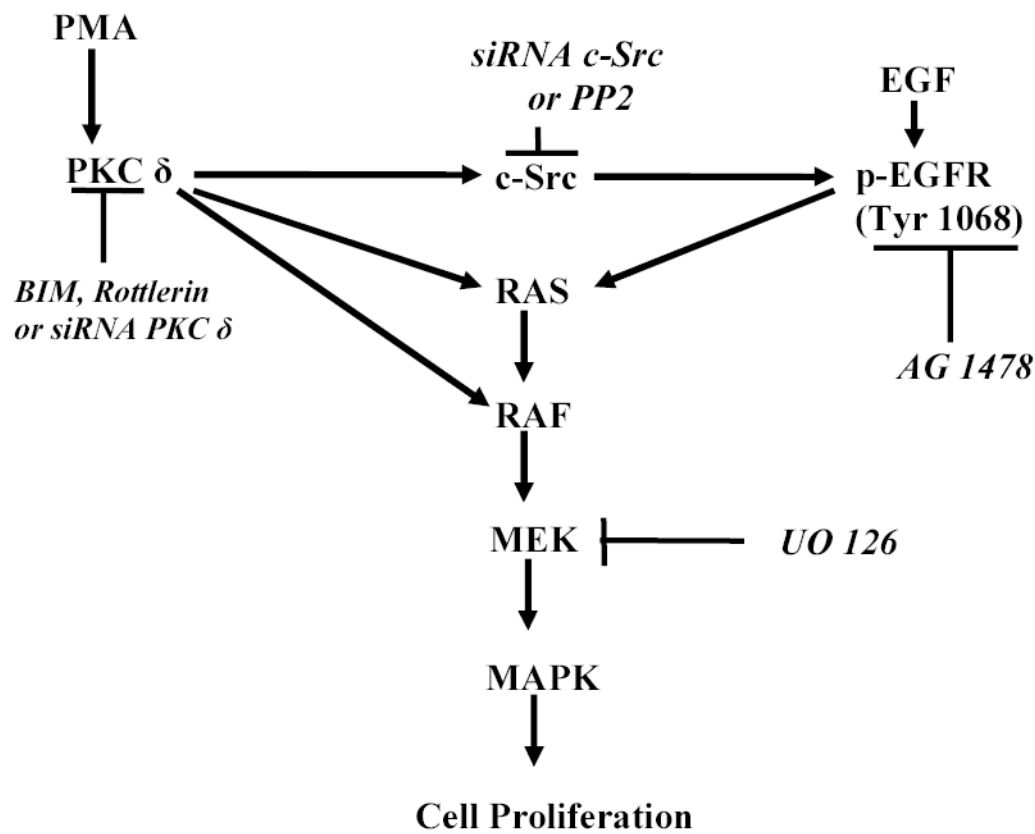 PMA
siRNA c-Src
or PP2
EGF
PKC δ
c-Src
p-EGFR
(Tyr 1068)
BIM, Rottlerin
or siRNA PKC δ
RAS
AG 1478
RAF
MEK
UO 126
MAPK
Cell Proliferation